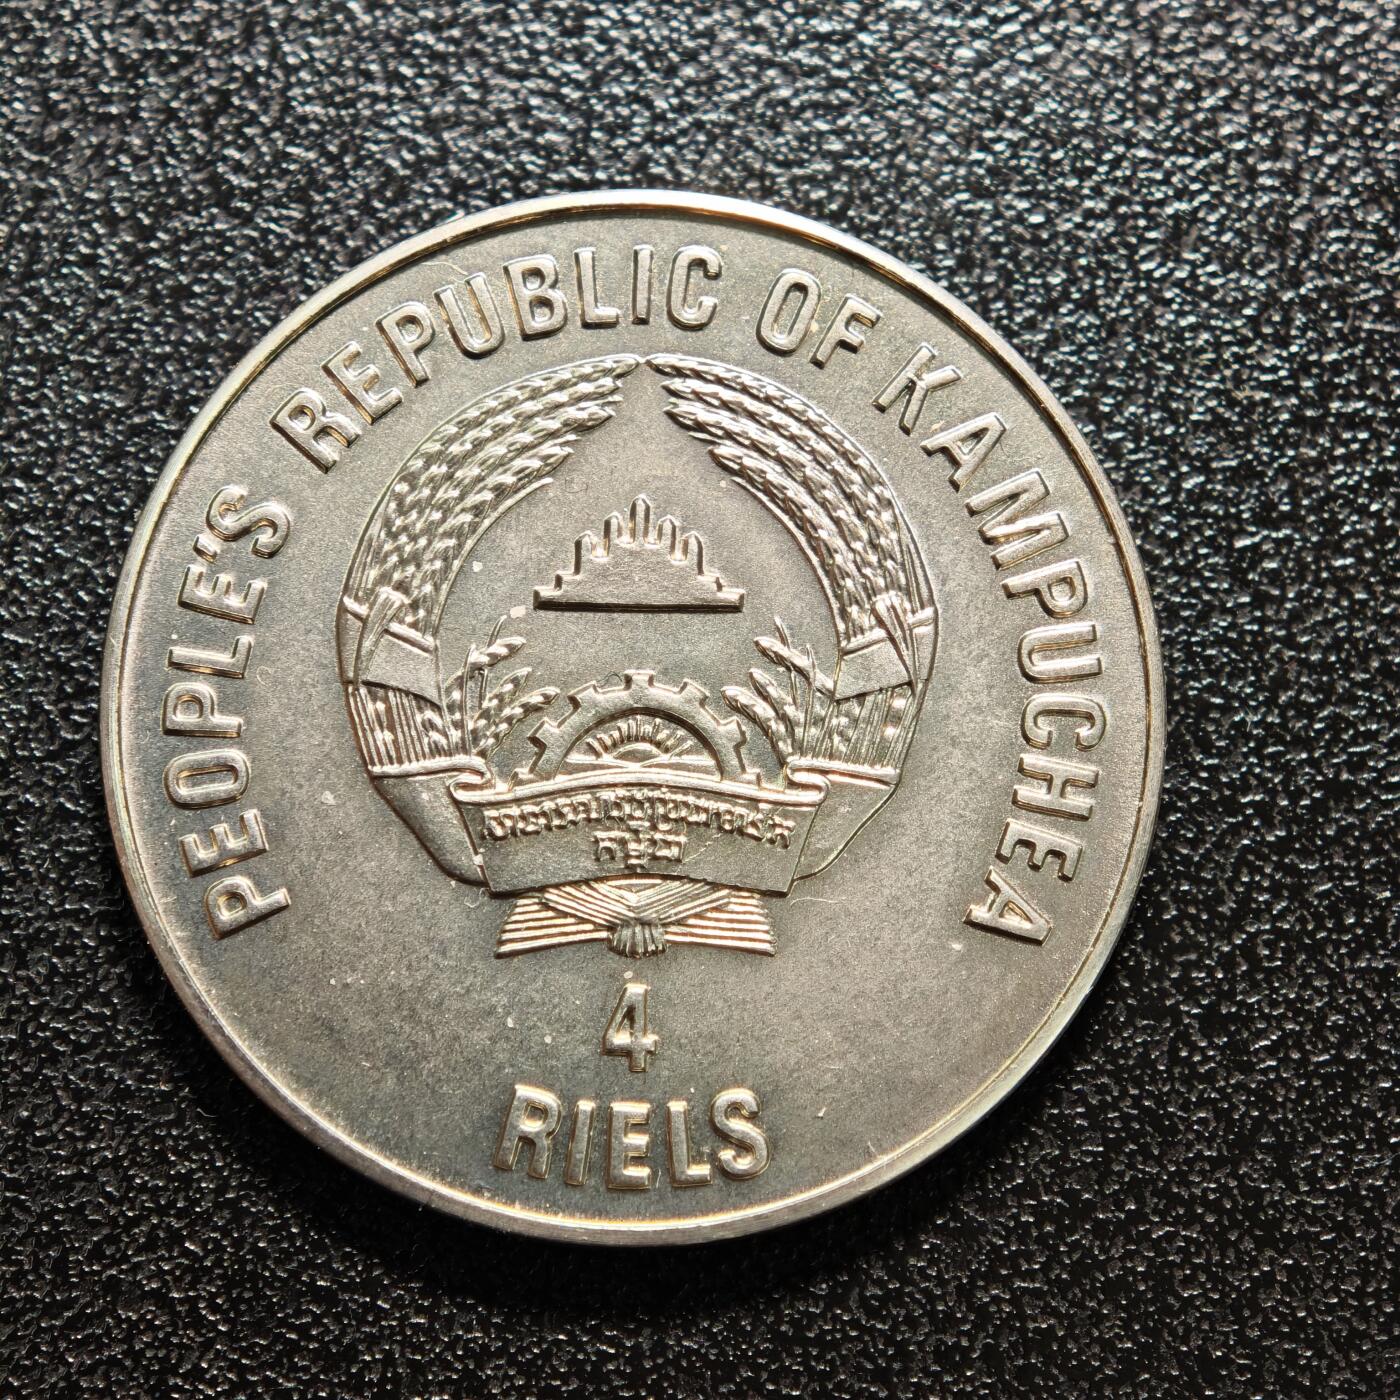 PEOPLE'S REPUBLIC OF KAMPUCHEA
4
RIELS